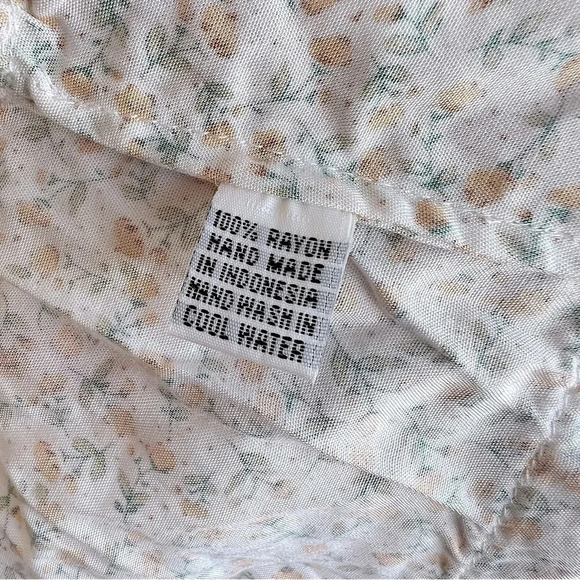 100% RAYON
HAND MADE
IN INDONESIA
HAND WASH IN
COOL WATER